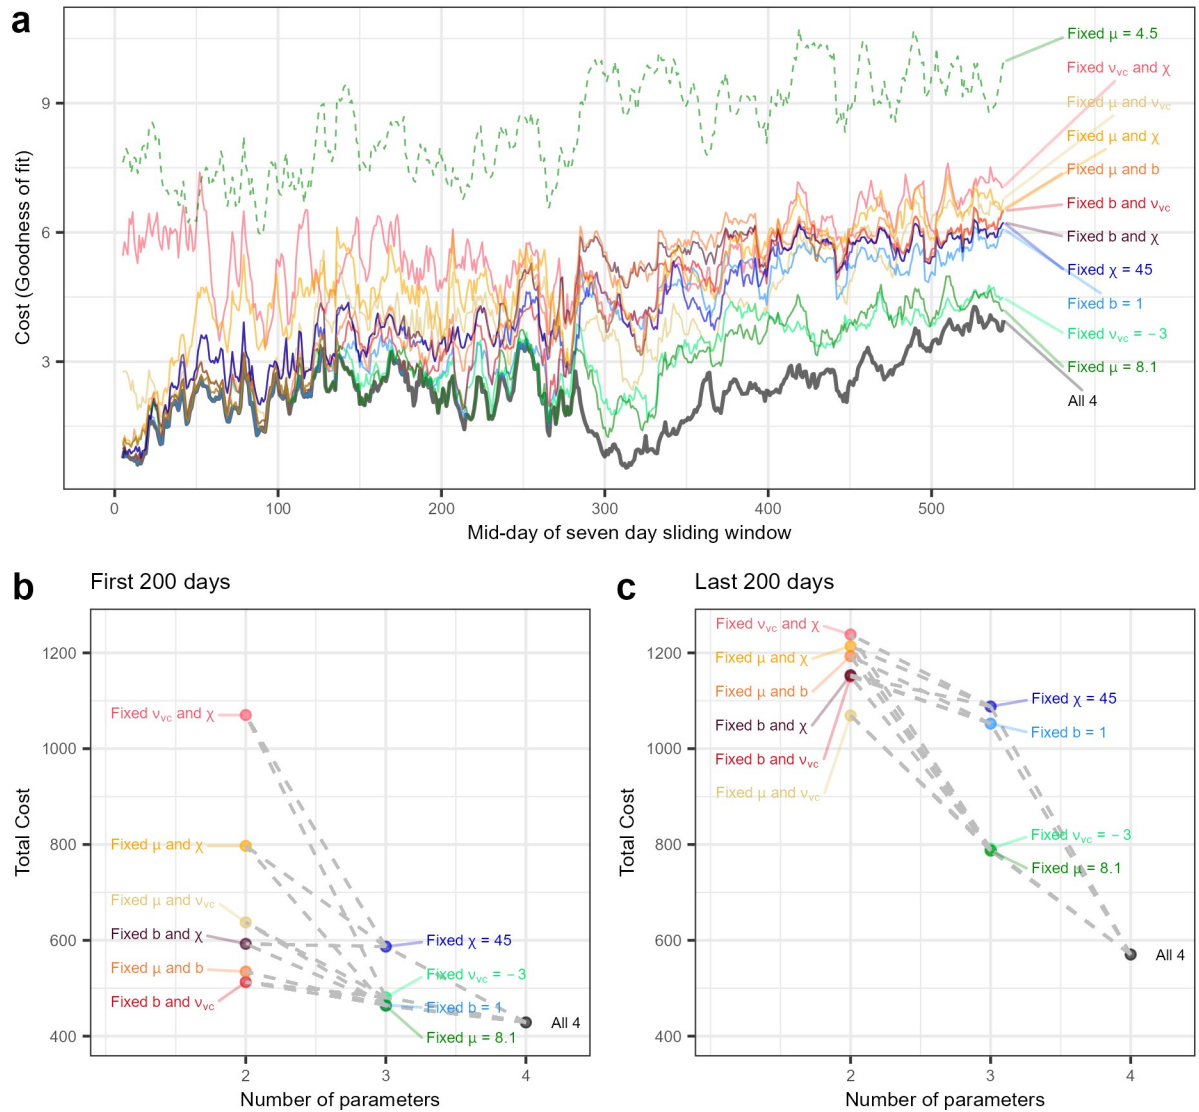 a
Cost (Goodness of fit)
9
6
3
0
100
200
300
400
500
Mid-day of seven day sliding window
Fixed μ = 4.5
Fixed νvc and χ
Fixed μ and νvc
Fixed μ and χ
Fixed μ and b
Fixed b and νvc
Fixed b and χ
Fixed χ = 45
Fixed b = 1
Fixed νvc = −3
Fixed μ = 8.1
All 4
b
First 200 days
Total Cost
1200
1000
800
600
400
2
3
4
Number of parameters
Fixed νvc and χ
Fixed μ and χ
Fixed μ and νvc
Fixed b and χ
Fixed μ and b
Fixed b and νvc
Fixed χ = 45
Fixed νvc = −3
Fixed b = 1
Fixed μ = 8.1
All 4
c
Last 200 days
Total Cost
1200
1000
800
600
400
2
3
4
Number of parameters
Fixed νvc and χ
Fixed μ and χ
Fixed μ and b
Fixed b and χ
Fixed b and νvc
Fixed μ and νvc
Fixed χ = 45
Fixed b = 1
Fixed νvc = −3
Fixed μ = 8.1
All 4